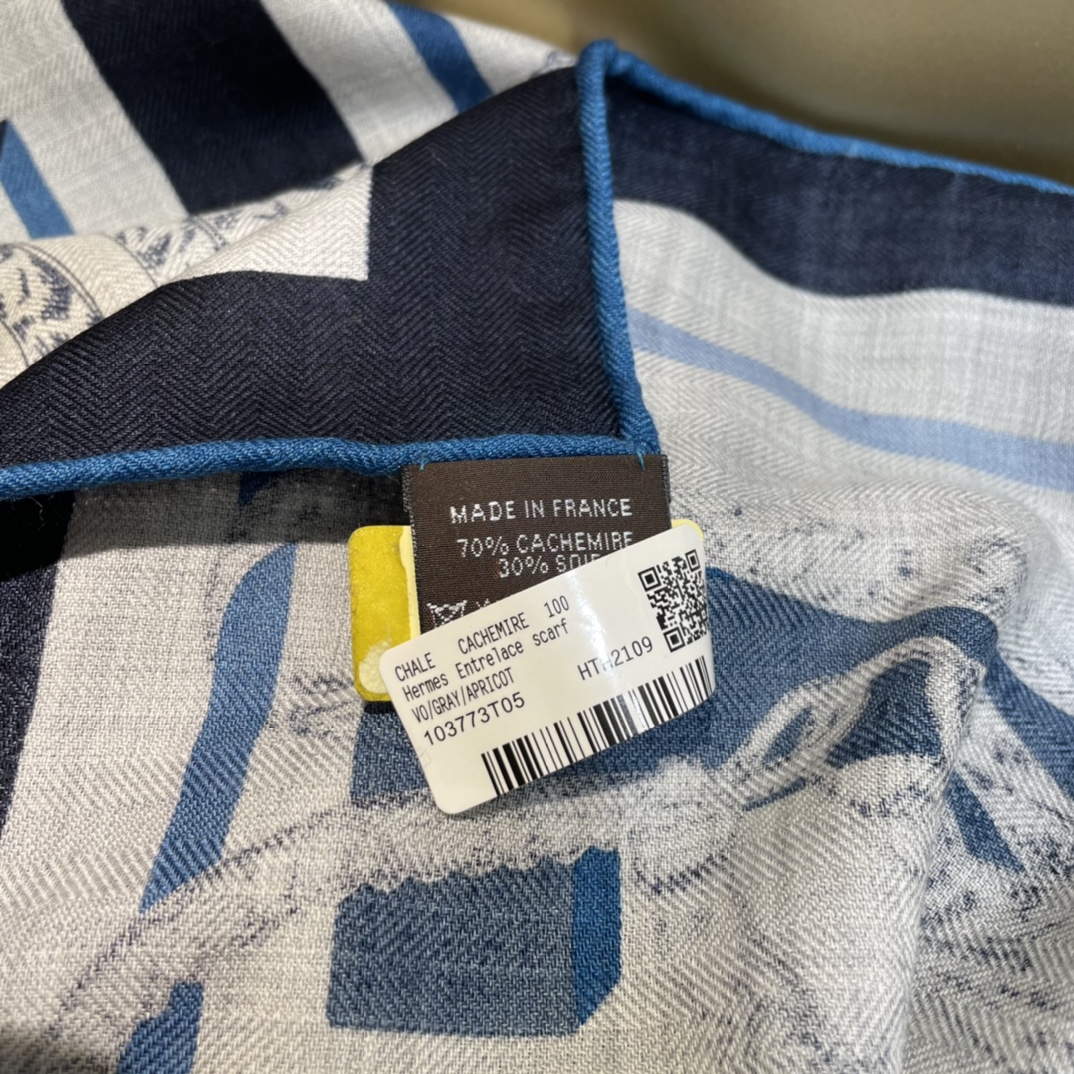 MADE IN FRANCE
70% CACHEMIRE
30% SOIE
CHALE CACHEMIRE 100
Hermes Entrelace scarf
VO/GRAY/APRICOT
103773T05
HTH2109